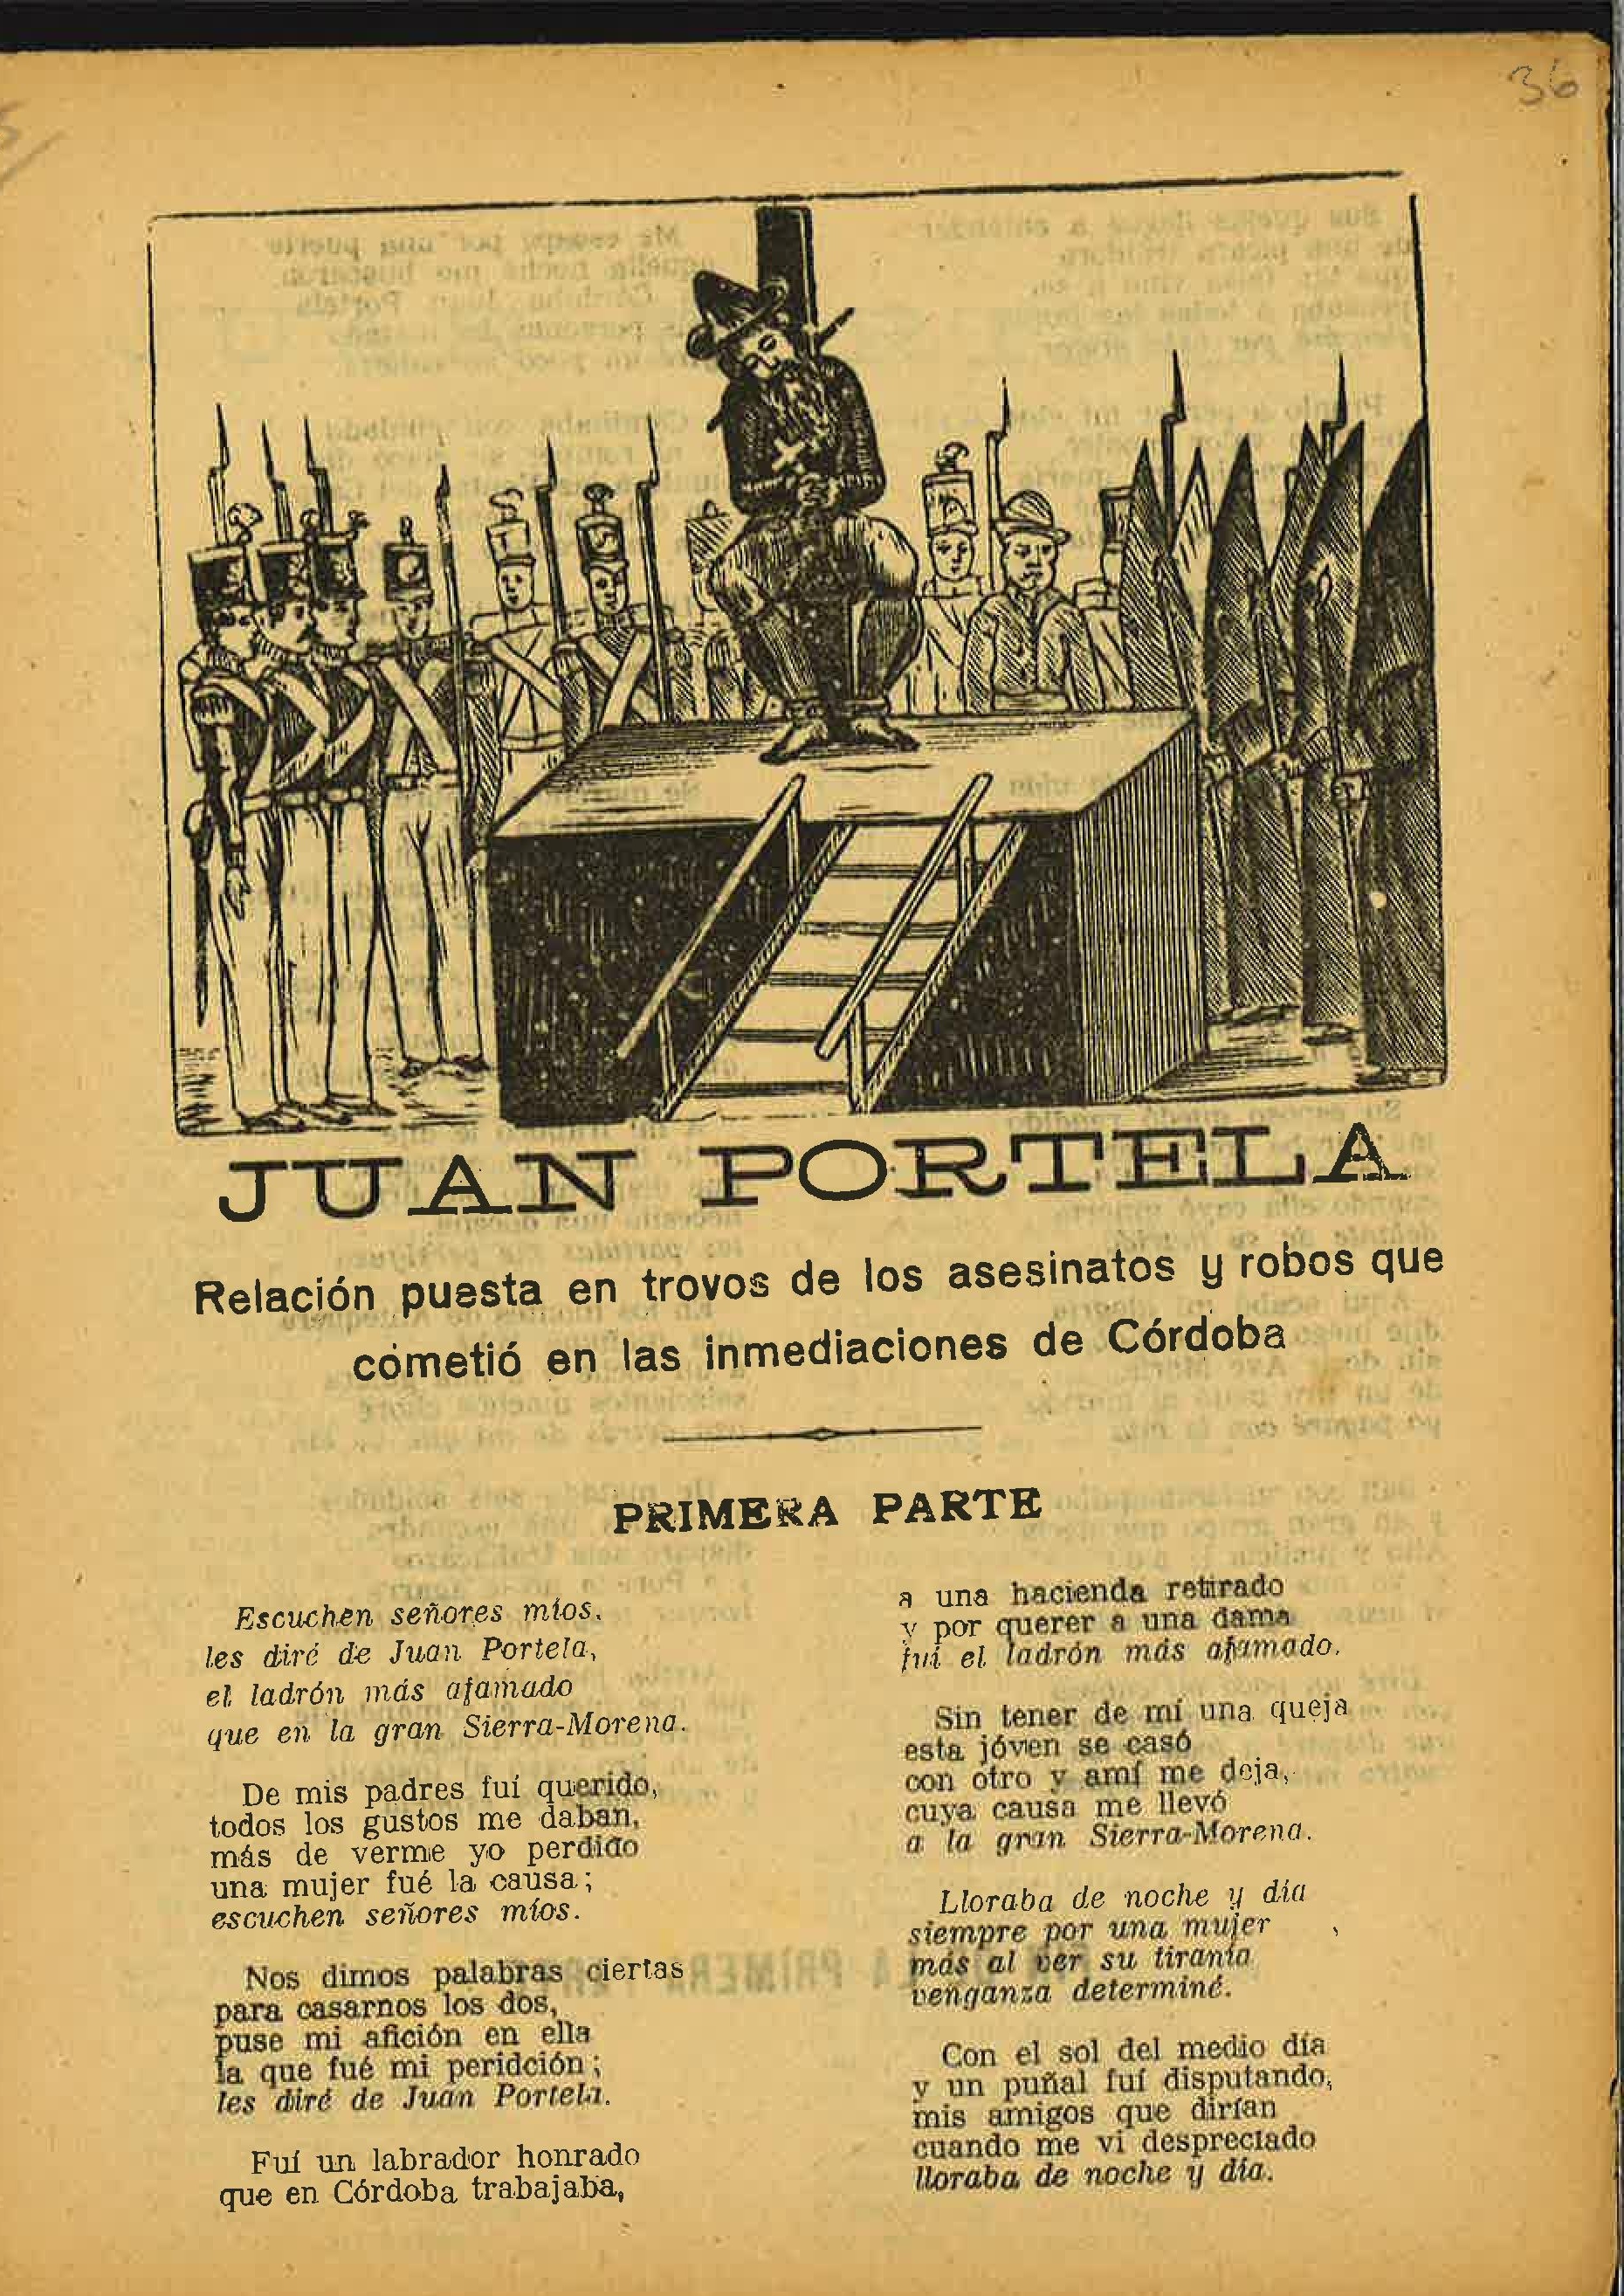 36
JUAN PORTELA
Relación puesta en trovos de los asesinatos y robos que
cometió en las inmediaciones de Córdoba
PRIMERA PARTE
Escuchen señores míos,
les diré de Juan Portela,
el ladrón más afamado
que en la gran Sierra-Morena.
De mis padres fuí querido,
todos los gustos me daban,
más de verme yo perdido
una mujer fué la causa;
escuchen señores míos.
Nos dimos palabras ciertas
para casarnos los dos,
puse mi afición en ella
la que fué mi peridción;
les diré de Juan Portela.
Fuí un labrador honrado
que en Córdoba trabajaba,
a una hacienda retirado
y por querer a una dama
fuí el ladrón más afamado.
Sin tener de mí una queja
esta jóven se casó
con otro y amí me deja,
cuya causa me llevó
a la gran Sierra-Morena.
Lloraba de noche y día
siempre por una mujer
más al ver su tiranía
venganza determiné.
Con el sol del medio día
y un puñal fuí disputando,
mis amigos que dirían
cuando me vi despreciado
lloraba de noche y día.